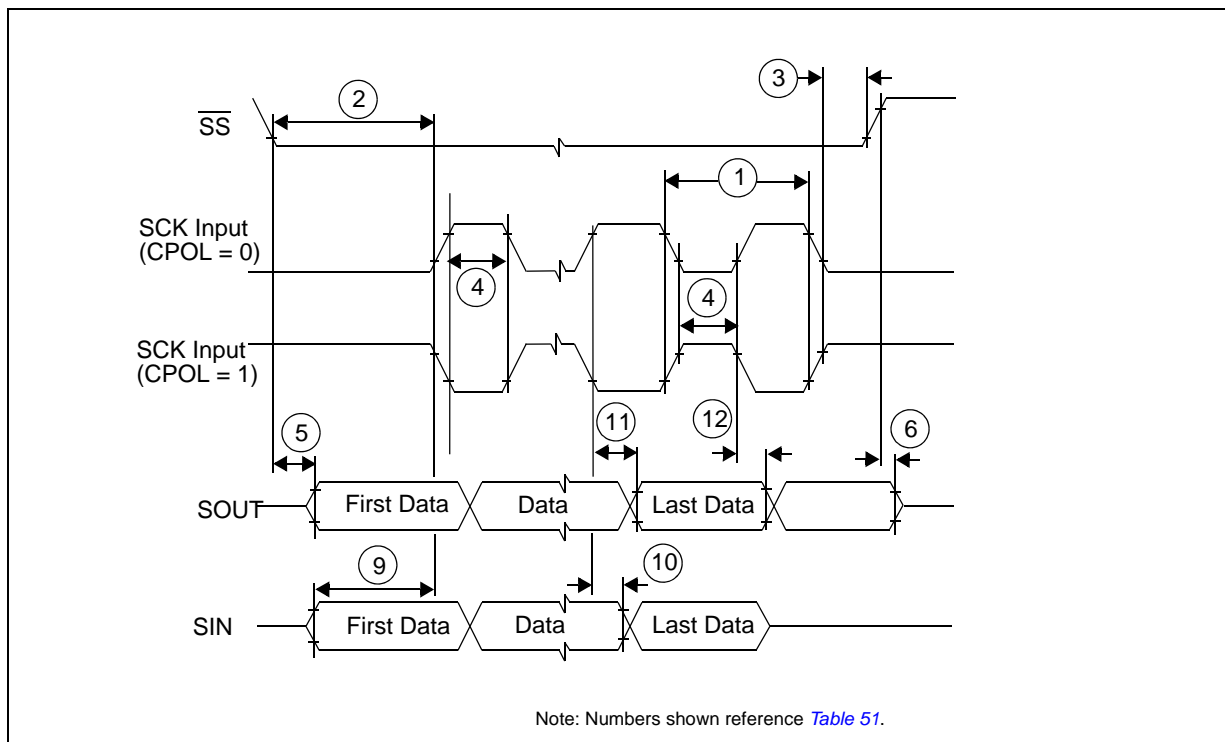 3
2
SS
1
SCK Input
(CPOL = 0)
4
4
SCK Input
(CPOL = 1)
11
12
5
6
SOUT
First Data
Data
Last Data
9
10
SIN
First Data
Data
Last Data
Note: Numbers shown reference Table 51.